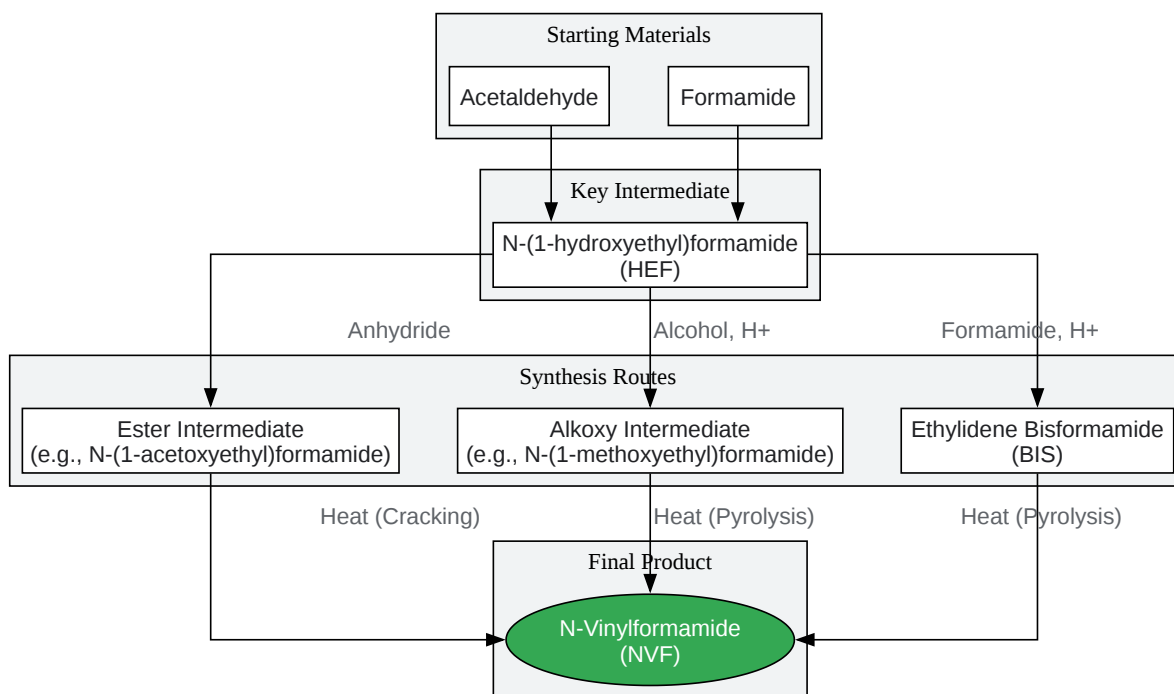 Starting Materials
Acetaldehyde
Formamide
Key Intermediate
N-(1-hydroxyethyl)formamide
(HEF)
Anhydride
Alcohol, H+
Formamide, H+
Synthesis Routes
Ester Intermediate
(e.g., N-(1-acetoxyethyl)formamide)
Alkoxy Intermediate
(e.g., N-(1-methoxyethyl)formamide)
Ethylidene Bisformamide
(BIS)
Heat (Cracking)
Heat (Pyrolysis)
Heat (Pyrolysis)
Final Product
N-Vinylformamide
(NVF)